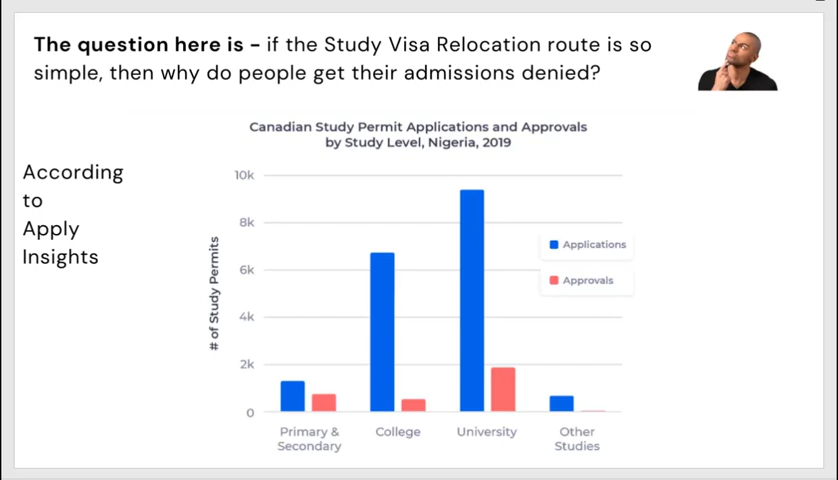 The question here is – if the Study Visa Relocation route is so
simple, then why do people get their admissions denied?
According
to
Apply
Insights
Canadian Study Permit Applications and Approvals
by Study Level, Nigeria, 2019
# of Study Permits
10k
8k
6k
4k
2k
0
Applications
Approvals
Primary &
Secondary
College
University
Other
Studies